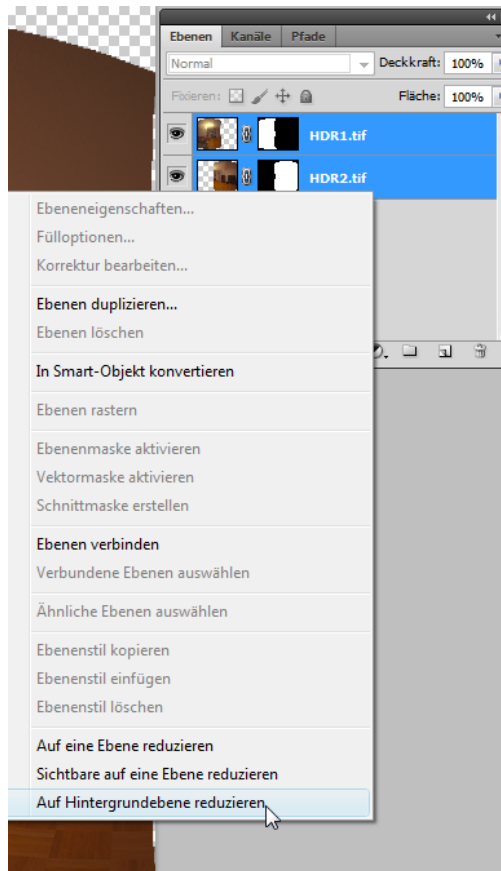 Ebenen Kanäle Pfade
Normal Deckkraft: 100%
Fixieren: Fläche: 100%
HDR1.tif
HDR2.tif
Ebeneneigenschaften...
Fülloptionen...
Korrektur bearbeiten...
Ebenen duplizieren...
Ebenen löschen
In Smart-Objekt konvertieren
Ebenen rastern
Ebenenmaske aktivieren
Vektormaske aktivieren
Schnittmaske erstellen
Ebenen verbinden
Verbundene Ebenen auswählen
Ähnliche Ebenen auswählen
Ebenenstil kopieren
Ebenenstil einfügen
Ebenenstil löschen
Auf eine Ebene reduzieren
Sichtbare auf eine Ebene reduzieren
Auf Hintergrundebene reduzieren